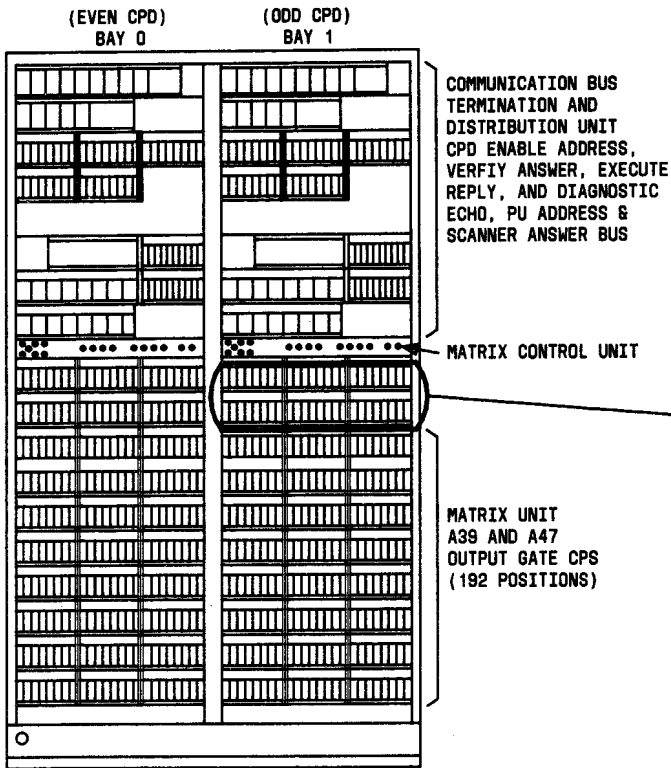 (EVEN CPD)
BAY 0
(ODD CPD)
BAY 1
COMMUNICATION BUS
TERMINATION AND
DISTRIBUTION UNIT
CPD ENABLE ADDRESS,
VERFIY ANSWER, EXECUTE
REPLY, AND DIAGNOSTIC
ECHO, PU ADDRESS &
SCANNER ANSWER BUS
MATRIX CONTROL UNIT
MATRIX UNIT
A39 AND A47
OUTPUT GATE CPS
(192 POSITIONS)